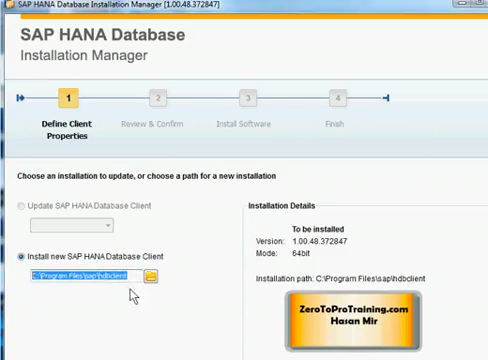 SAP HANA Database Installation Manager [1.00.48.372847]
SAP HANA Database
Installation Manager
1
2
3
4
Define Client
Properties
Review & Confirm
Install Software
Finish
Choose an installation to update, or choose a path for a new installation
Update SAP HANA Database Client
Install new SAP HANA Database Client
C:\Program Files\sap\hdbclient
Installation Details
To be installed
Version: 1.00.48.372847
Mode: 64bit
Installation path: C:\Program Files\sap\hdbclient
ZeroToProTraining.com
Hasan Mir